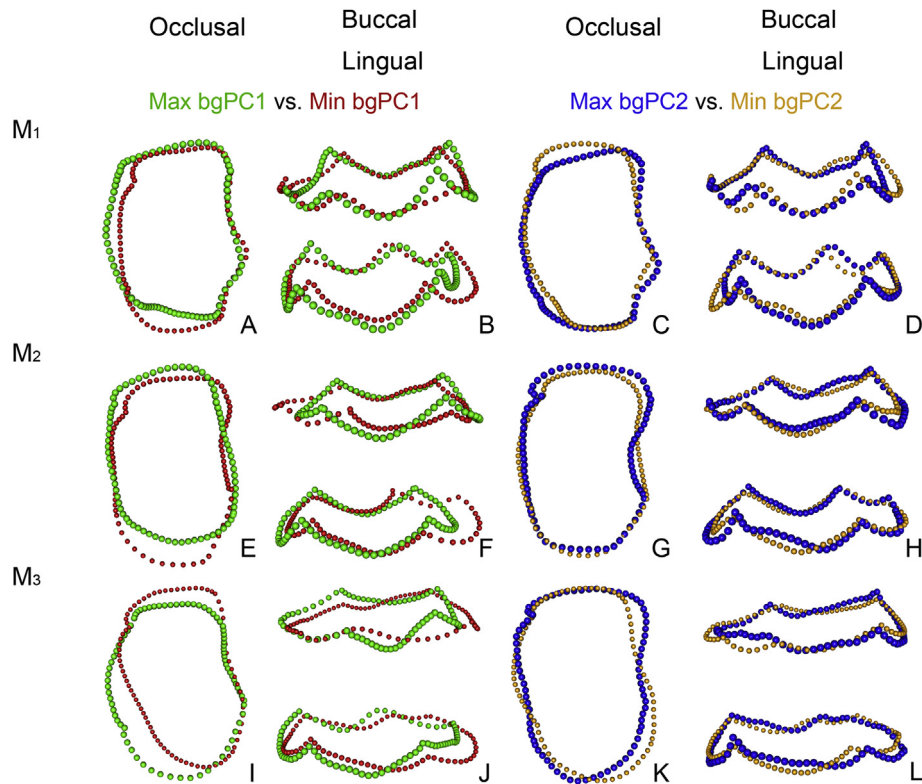 Occlusal Buccal Occlusal Buccal
Lingual Lingual
Max bgPC1 vs. Min bgPC1 Max bgPC2 vs. Min bgPC2
M1
A B C D
M2
E F G H
M3
I J K L